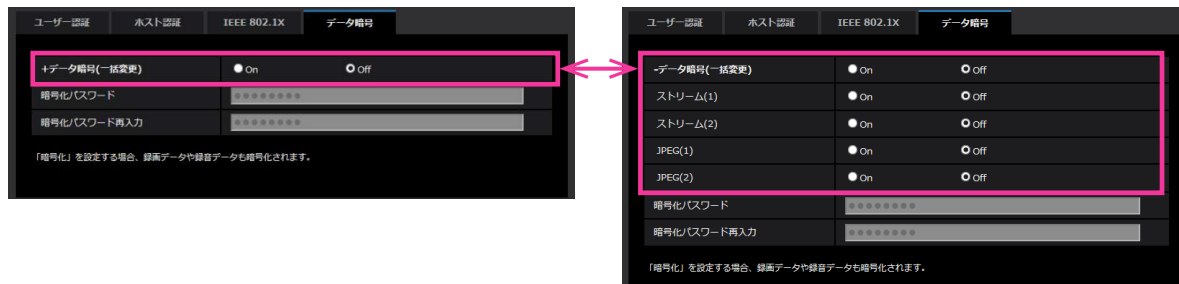 ユーザー認証 ホスト認証 IEEE 802.1X データ暗号
+データ暗号(一括変更) On Off
暗号化パスワード
暗号化パスワード再入力
「暗号化」を設定する場合、録画データや録音データも暗号化されます。
ユーザー認証 ホスト認証 IEEE 802.1X データ暗号
-データ暗号(一括変更) On Off
ストリーム(1) On Off
ストリーム(2) On Off
JPEG(1) On Off
JPEG(2) On Off
暗号化パスワード
暗号化パスワード再入力
「暗号化」を設定する場合、録画データや録音データも暗号化されます。